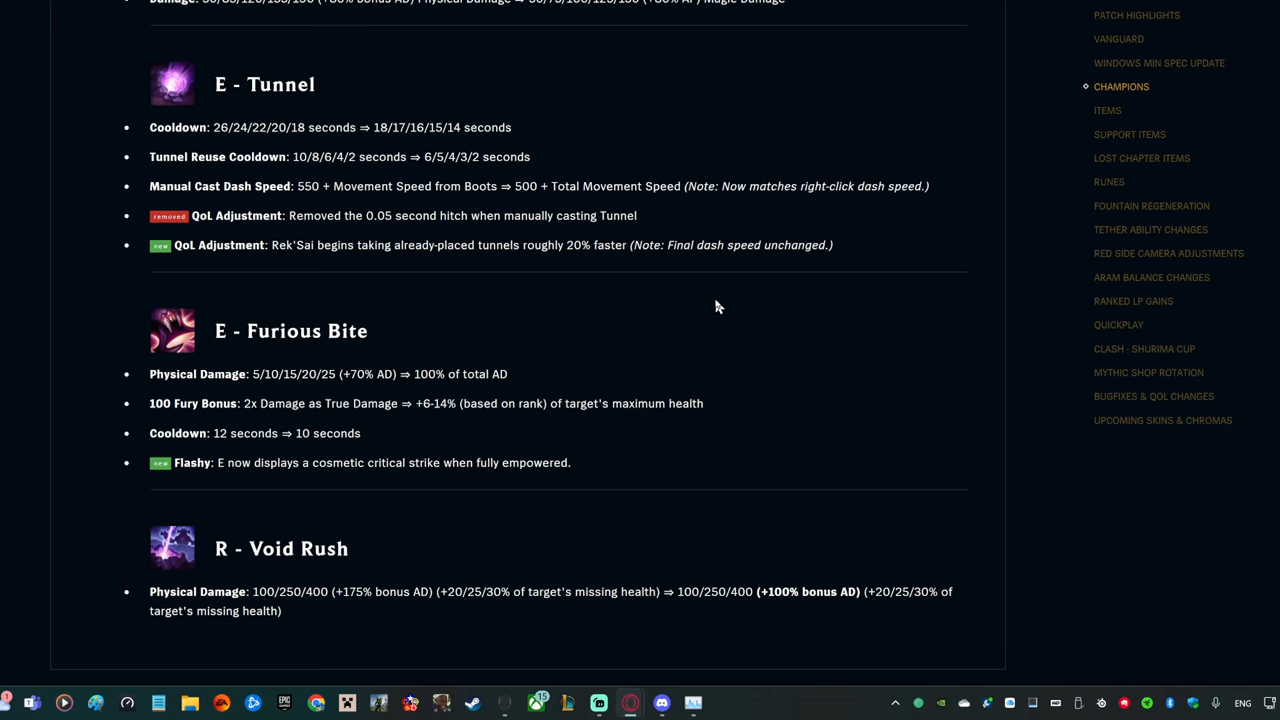 E - Tunnel
Cooldown: 26/24/22/20/18 seconds ⇒ 18/17/16/15/14 seconds
Tunnel Reuse Cooldown: 10/8/6/4/2 seconds ⇒ 6/5/4/3/2 seconds
Manual Cast Dash Speed: 550 + Movement Speed from Boots ⇒ 500 + Total Movement Speed (Note: Now matches right-click dash speed.)
removed QoL Adjustment: Removed the 0.05 second hitch when manually casting Tunnel
new QoL Adjustment: Rek'Sai begins taking already-placed tunnels roughly 20% faster (Note: Final dash speed unchanged.)
E - Furious Bite
Physical Damage: 5/10/15/20/25 (+70% AD) ⇒ 100% of total AD
100 Fury Bonus: 2x Damage as True Damage ⇒ +6-14% (based on rank) of target's maximum health
Cooldown: 12 seconds ⇒ 10 seconds
new Flashy: E now displays a cosmetic critical strike when fully empowered.
R - Void Rush
Physical Damage: 100/250/400 (+175% bonus AD) (+20/25/30% of target's missing health) ⇒ 100/250/400 (+100% bonus AD) (+20/25/30% of
target's missing health)
PATCH HIGHLIGHTS
VANGUARD
WINDOWS MIN SPEC UPDATE
CHAMPIONS
ITEMS
SUPPORT ITEMS
LOST CHAPTER ITEMS
RUNES
FOUNTAIN REGENERATION
TETHER ABILITY CHANGES
RED SIDE CAMERA ADJUSTMENTS
ARAM BALANCE CHANGES
RANKED LP GAINS
QUICKPLAY
CLASH - SHURIMA CUP
MYTHIC SHOP ROTATION
BUGFIXES & QOL CHANGES
UPCOMING SKINS & CHROMAS
1
EPIC
GAMES
15
ENG